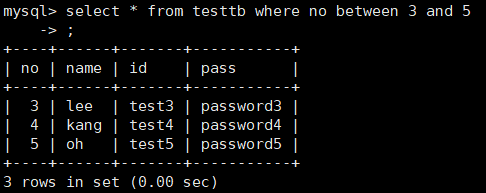 mysql> select * from testtb where no between 3 and 5
    -> ;
+----+------+-------+-----------+
| no | name | id    | pass      |
+----+------+-------+-----------+
|  3 | lee  | test3 | password3 |
|  4 | kang | test4 | password4 |
|  5 | oh   | test5 | password5 |
+----+------+-------+-----------+
3 rows in set (0.00 sec)